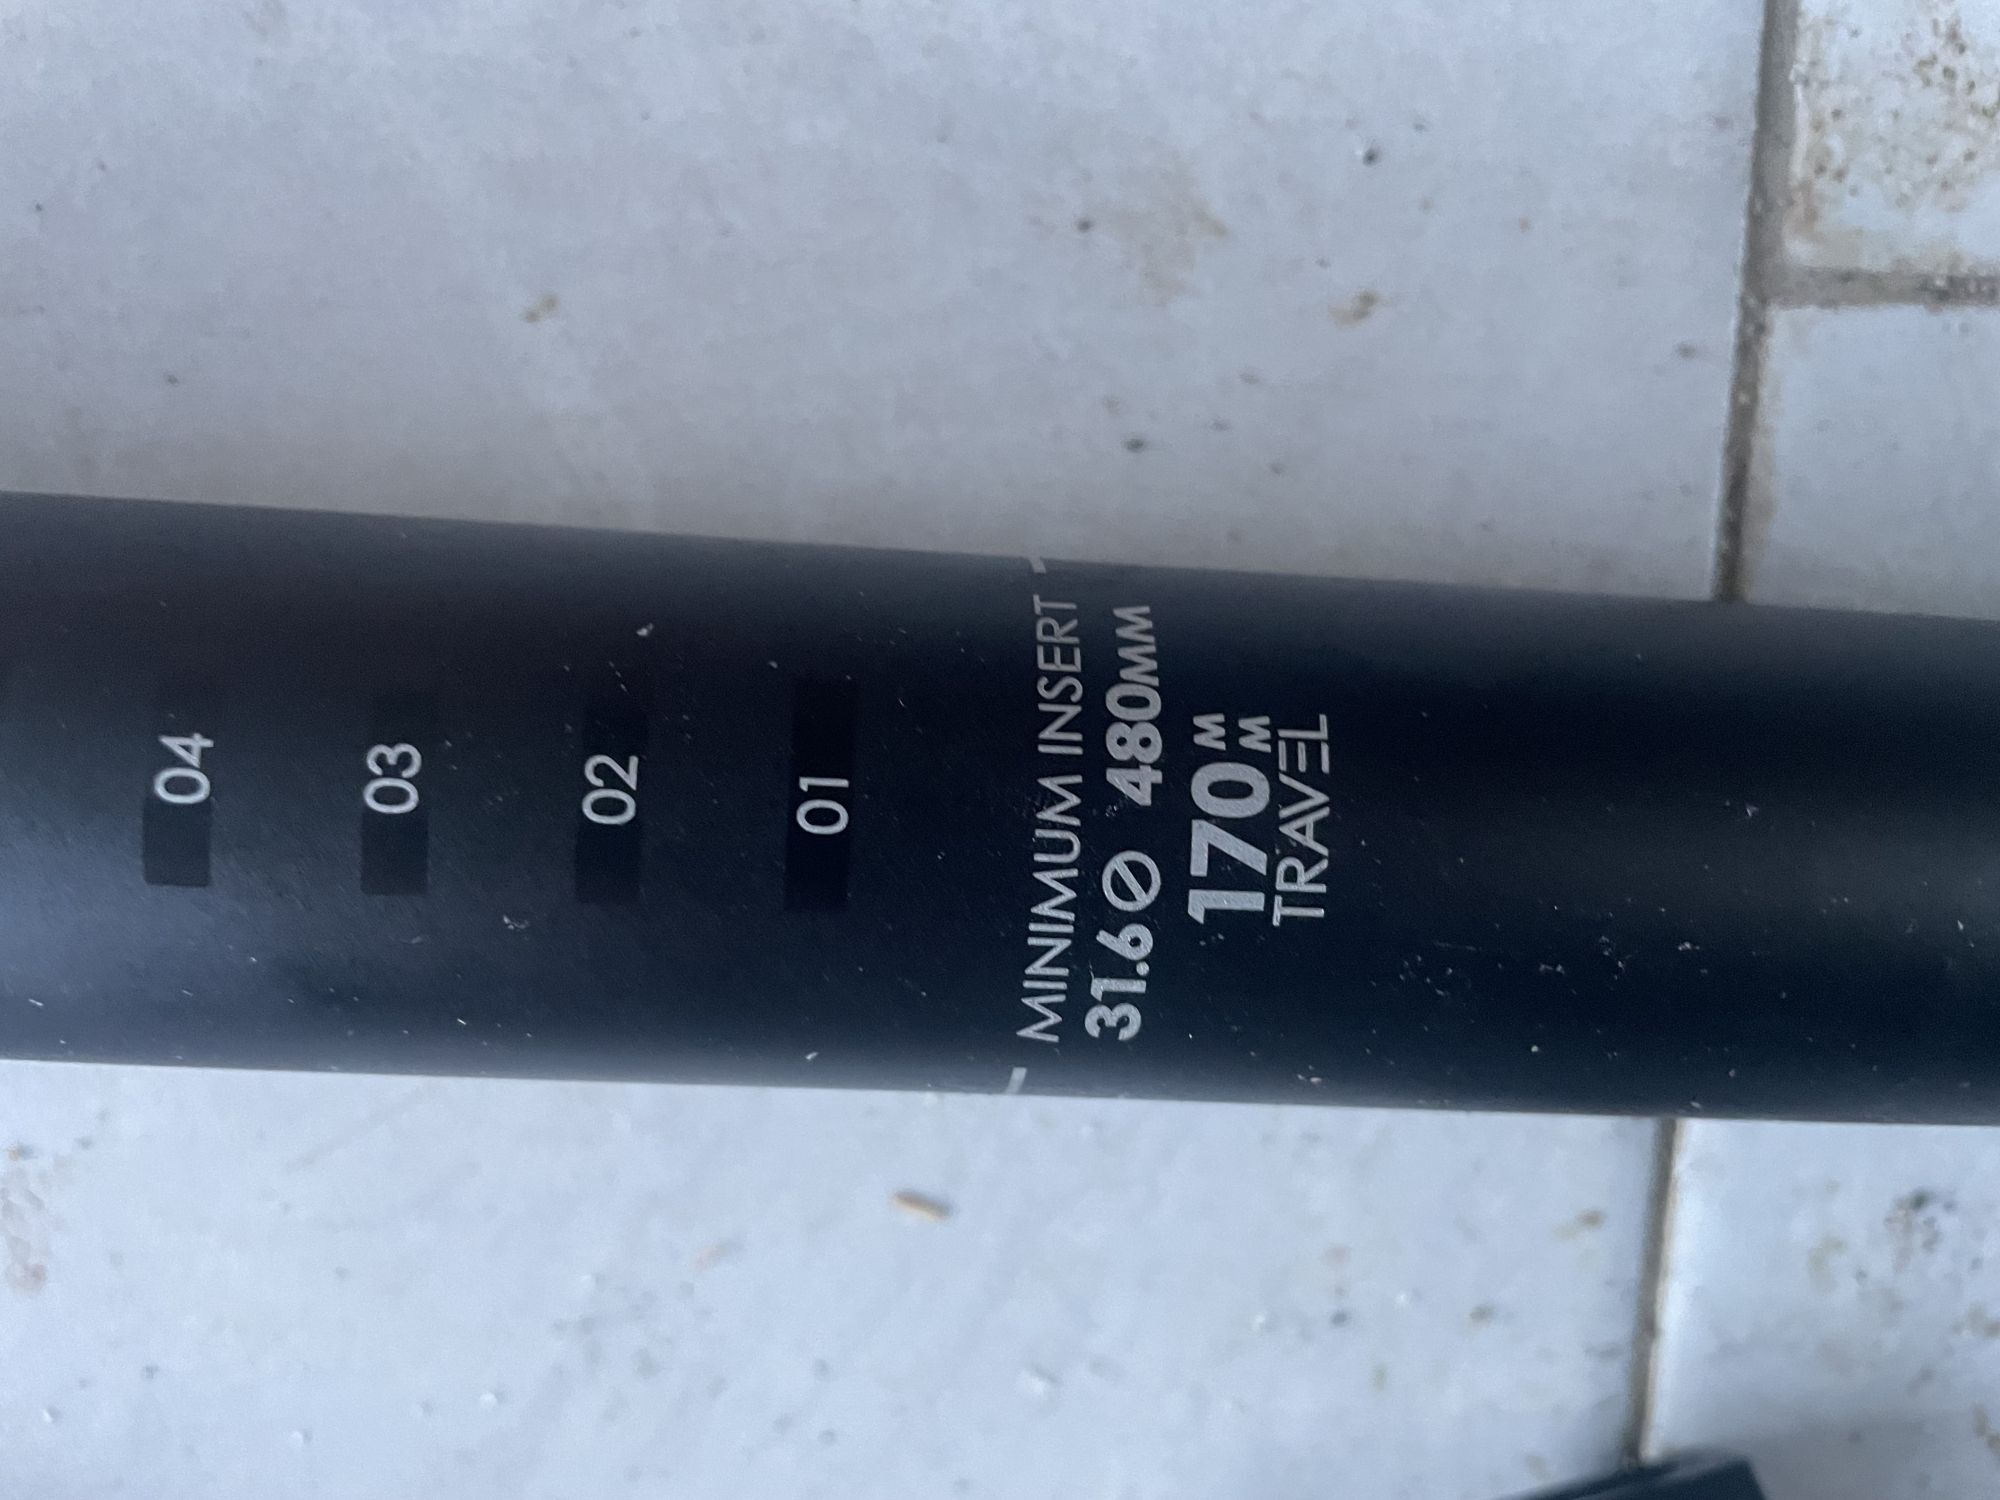 04
03
02
01
MINIMUM INSERT
31.6 ⌀ 480MM
170MM
TRAVEL